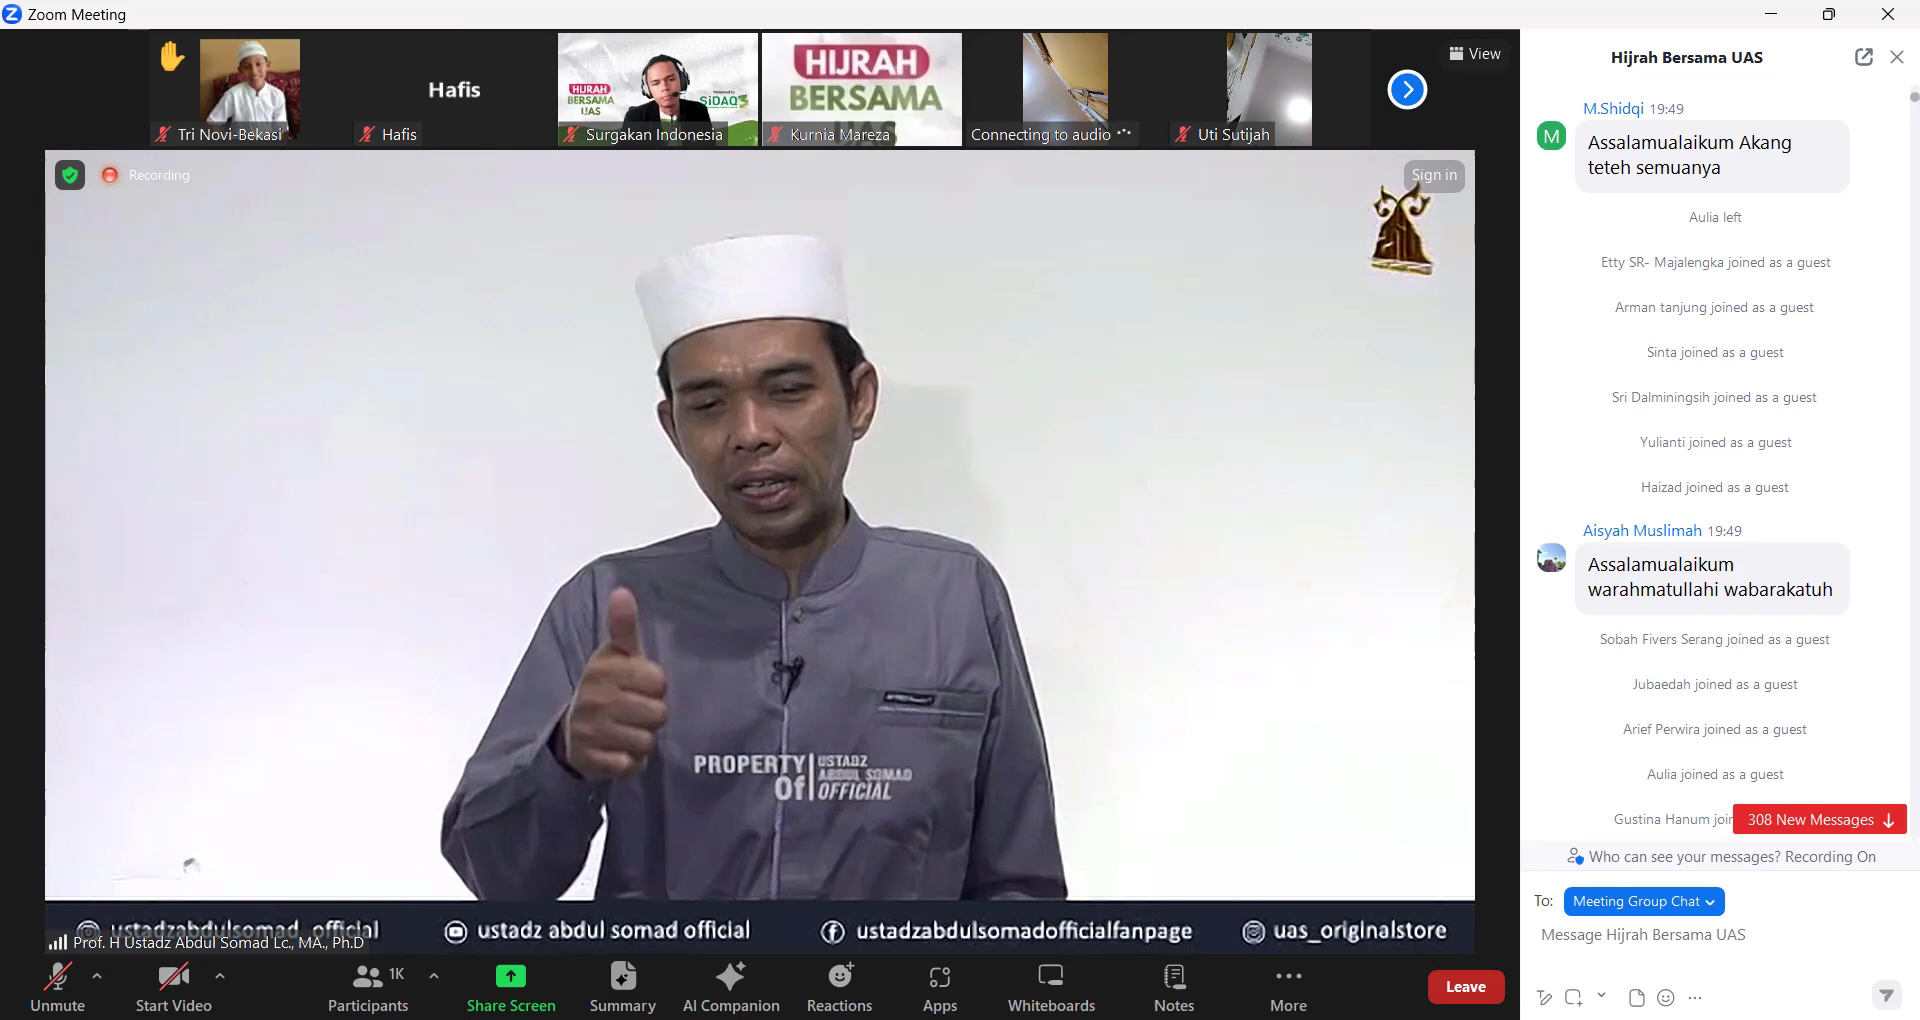 Zoom Meeting
Tri Novi-Bekasi
Hafis
Hafis
HIJRAH
BERSAMA
UAS
SiDAQ
Surgakan Indonesia
HIJRAH
BERSAMA
UAS
Kurnia Mareza
Connecting to audio
Uti Sutijah
View
Recording
Sign in
PROPERTY
Of
USTADZ
ABDUL SOMAD
OFFICIAL
ustadzabdulsomad_official
ustadz abdul somad official
ustadzabdulsomadofficialfanpage
uas_originalstore
Prof. H Ustadz Abdul Somad Lc., MA., Ph.D
Unmute
Start Video
1K
Participants
Share Screen
Summary
AI Companion
Reactions
Apps
Whiteboards
Notes
More
Leave
Hijrah Bersama UAS
M.Shidqi 19:49
M
Assalamualaikum Akang
teteh semuanya
Aulia left
Etty SR- Majalengka joined as a guest
Arman tanjung joined as a guest
Sinta joined as a guest
Sri Dalminingsih joined as a guest
Yulianti joined as a guest
Haizad joined as a guest
Aisyah Muslimah 19:49
Assalamualaikum
warahmatullahi wabarakatuh
Sobah Fivers Serang joined as a guest
Jubaedah joined as a guest
Arief Perwira joined as a guest
Aulia joined as a guest
Gustina Hanum joi
308 New Messages
Who can see your messages? Recording On
To: Meeting Group Chat
Message Hijrah Bersama UAS